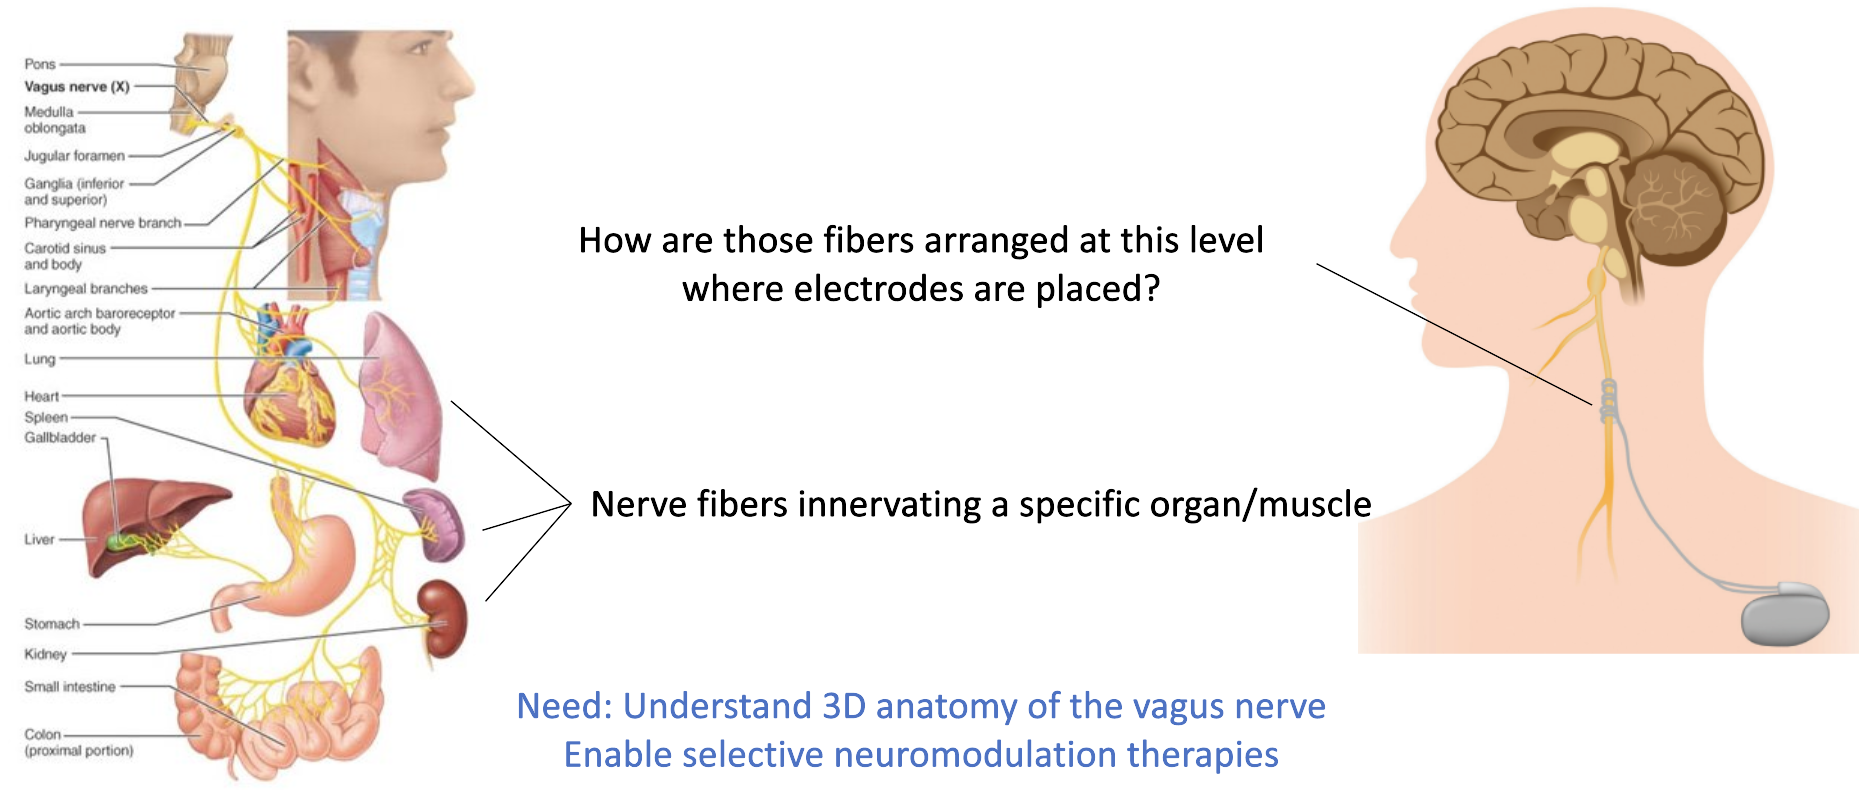 Pons
Vagus nerve (X)
Medulla
oblongata
Jugular foramen
Ganglia (inferior
and superior)
Pharyngeal nerve branch
Carotid sinus
and body
Laryngeal branches
Aortic arch baroreceptor
and aortic body
Lung
Heart
Spleen
Gallbladder
Liver
Stomach
Kidney
Small intestine
Colon
(proximal portion)
How are those fibers arranged at this level
where electrodes are placed?
Nerve fibers innervating a specific organ/muscle
Need: Understand 3D anatomy of the vagus nerve
Enable selective neuromodulation therapies